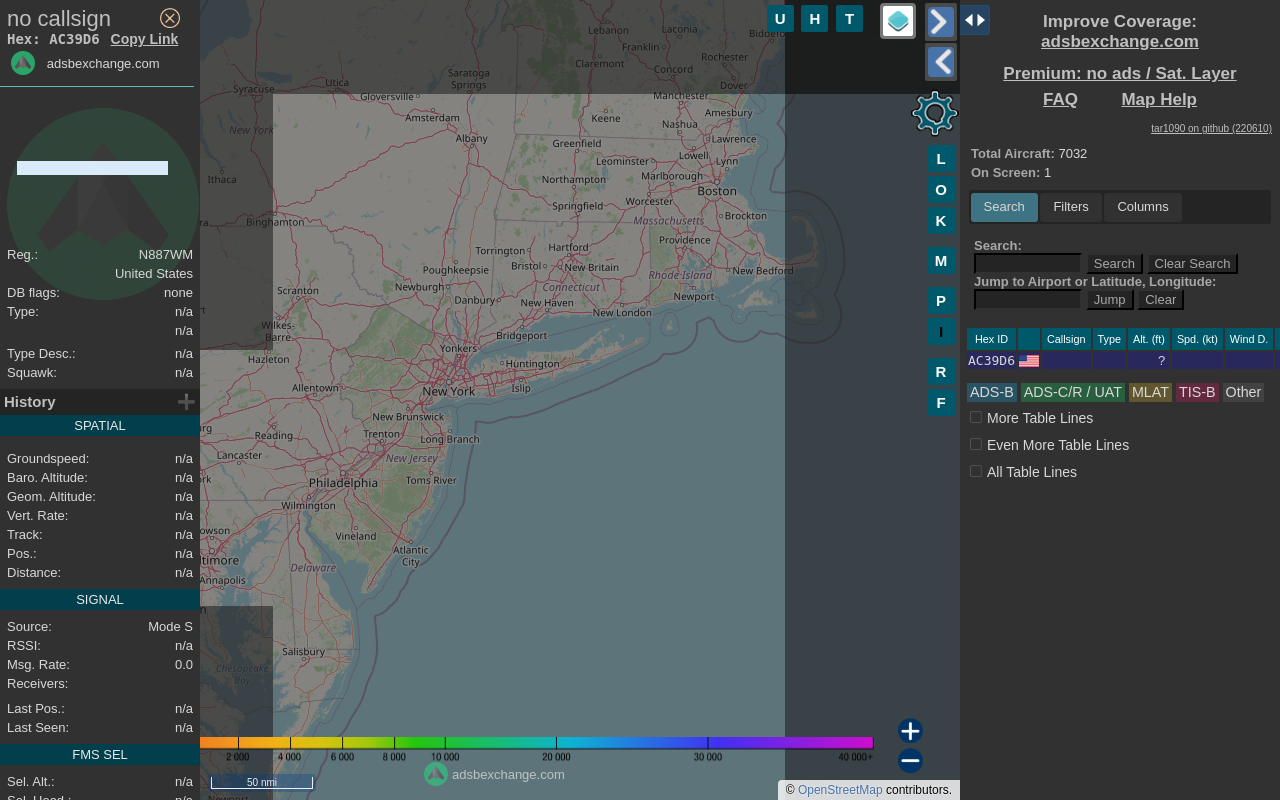 no callsign
Hex: AC39D6 Copy Link
adsbexchange.com
Reg.: N887WM
United States
DB flags: none
Type: n/a
n/a
Type Desc.: n/a
Squawk: n/a
History
SPATIAL
Groundspeed: n/a
Baro. Altitude: n/a
Geom. Altitude: n/a
Vert. Rate: n/a
Track: n/a
Pos.: n/a
Distance: n/a
SIGNAL
Source: Mode S
RSSI: n/a
Msg. Rate: 0.0
Receivers:
Last Pos.: n/a
Last Seen: n/a
FMS SEL
Sel. Alt.: n/a
U H T
L
O
K
M
P
I
R
F
Lebanon
Laconia
Franklin
Claremont
Concord
Rochester
Dover
Utica
Saratoga
Springs
Syracuse
Gloversville
Manchester
Amsterdam
Keene
Amesbury
Nashua
New York
Albany
Greenfield
Lawrence
Leominster
Lowell
Lynn
Ithaca
Northampton
Marlborough
Boston
Springfield
Worcester
Brockton
Binghamton
Massachusetts
Providence
Torrington
Hartford
Bristol
New Britain
New Bedford
Poughkeepsie
Rhode Island
Newburgh
Connecticut
Scranton
Danbury
New Haven
Newport
New London
Wilkes-
Barre
Bridgeport
Hazleton
Yonkers
Huntington
Allentown
New York
Islip
New Brunswick
Reading
Trenton
Long Branch
Lancaster
New Jersey
Philadelphia
Toms River
Wilmington
Vineland
Atlantic
City
Delaware
Annapolis
Salisbury
Chesapeake
Bay
2 000 4 000 6 000 8 000 10 000 20 000 30 000 40 000+
50 nmi
adsbexchange.com
© OpenStreetMap contributors.
Improve Coverage:
adsbexchange.com
Premium: no ads / Sat. Layer
FAQ Map Help
tar1090 on github (220610)
Total Aircraft: 7032
On Screen: 1
Search Filters Columns
Search:
Search Clear Search
Jump to Airport or Latitude, Longitude:
Jump Clear
Hex ID Callsign Type Alt. (ft) Spd. (kt) Wind D.
AC39D6 ?
ADS-B ADS-C/R / UAT MLAT TIS-B Other
More Table Lines
Even More Table Lines
All Table Lines